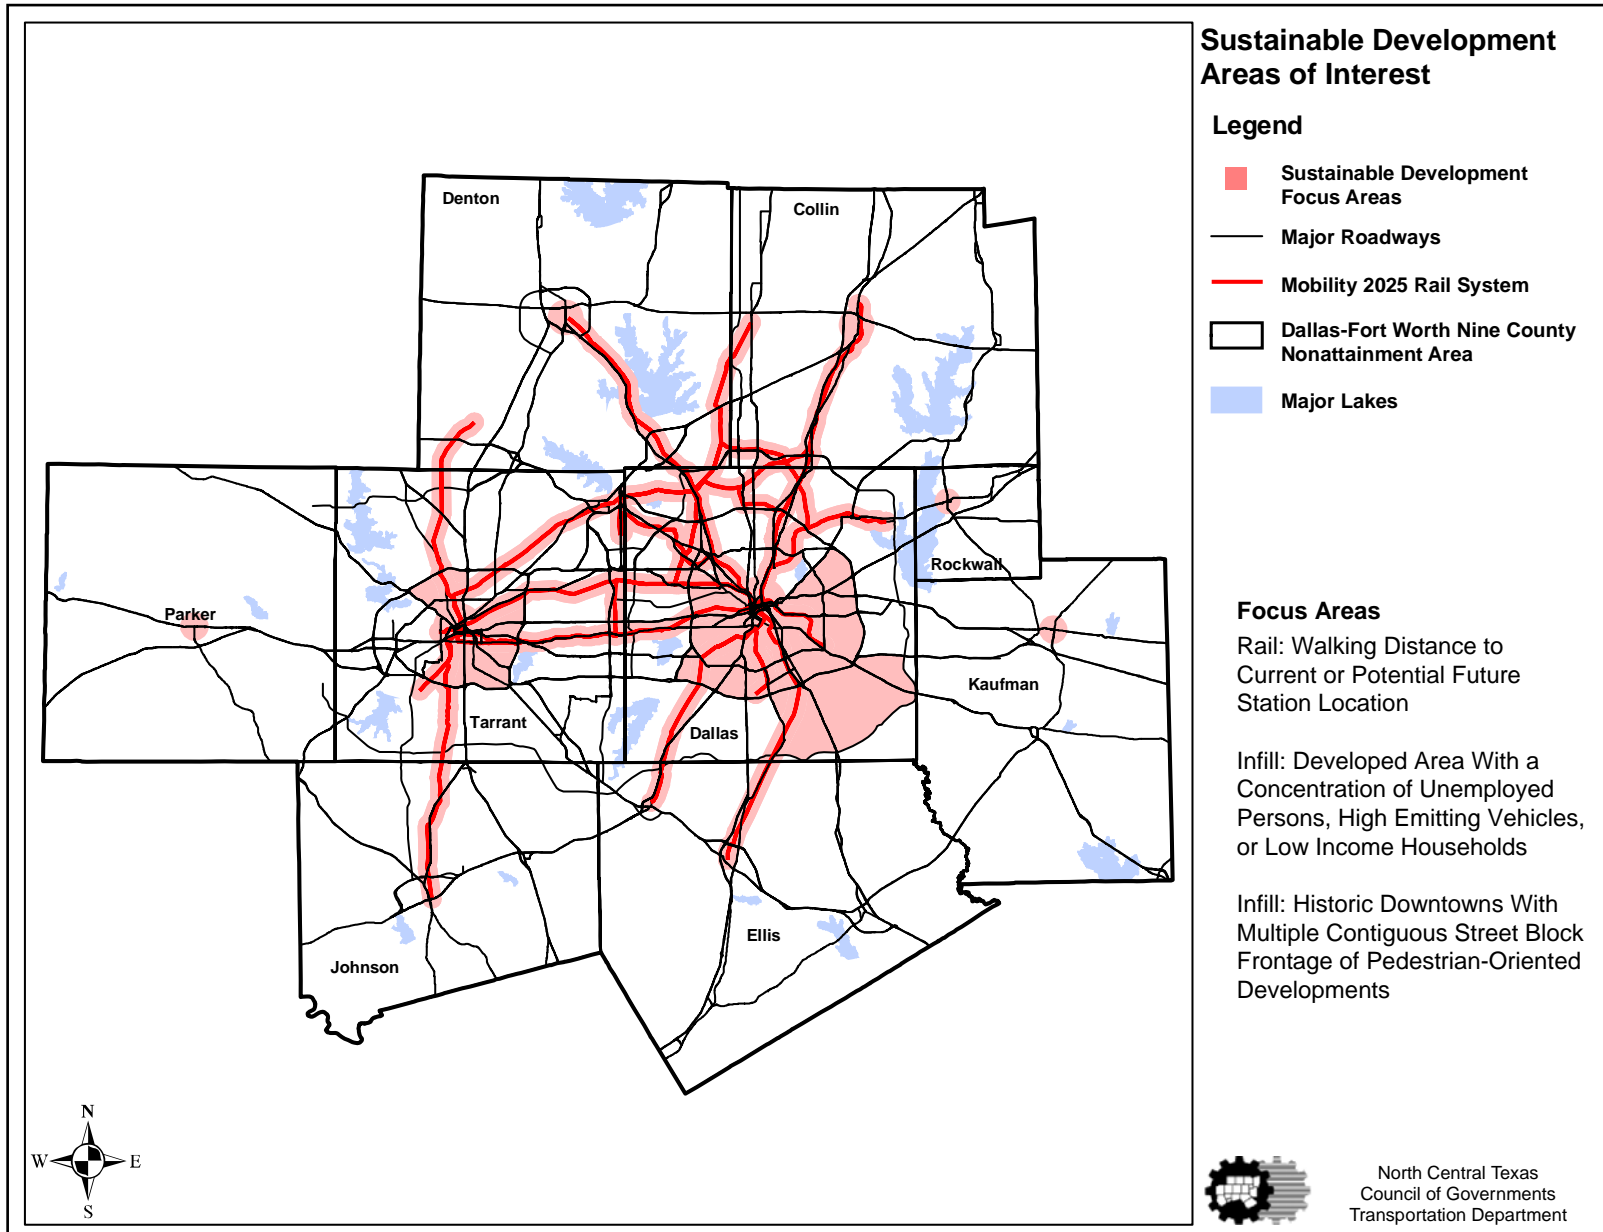 Sustainable Development
Areas of Interest
Legend
Sustainable Development
Focus Areas
Major Roadways
Mobility 2025 Rail System
Dallas-Fort Worth Nine County
Nonattainment Area
Major Lakes
Denton
Collin
Rockwall
Parker
Kaufman
Tarrant
Dallas
Ellis
Johnson
Focus Areas
Rail: Walking Distance to
Current or Potential Future
Station Location
Infill: Developed Area With a
Concentration of Unemployed
Persons, High Emitting Vehicles,
or Low Income Households
Infill: Historic Downtowns With
Multiple Contiguous Street Block
Frontage of Pedestrian-Oriented
Developments
N
W E
S
North Central Texas
Council of Governments
Transportation Department